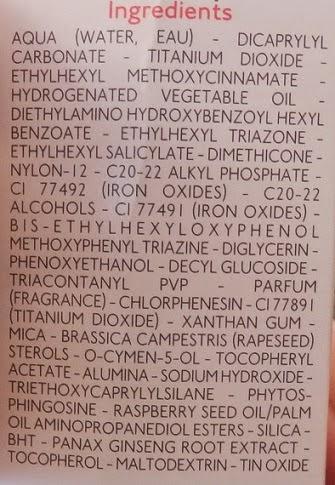 Ingredients
AQUA (WATER, EAU) - DICAPRYLYL
CARBONATE - TITANIUM DIOXIDE -
ETHYLHEXYL METHOXYCINNAMATE -
HYDROGENATED VEGETABLE OIL -
DIETHYLAMINO HYDROXYBENZOYL HEXYL
BENZOATE - ETHYLHEXYL TRIAZONE -
ETHYLHEXYL SALICYLATE - DIMETHICONE -
NYLON-12 - C20-22 ALKYL PHOSPHATE -
CI 77492 (IRON OXIDES) - C20-22
ALCOHOLS - CI 77491 (IRON OXIDES) -
BIS-ETHYLHEXYLOXYPHENOL
METHOXYPHENYL TRIAZINE - DIGLYCERIN -
PHENOXYETHANOL - DECYL GLUCOSIDE -
TRIACONTANYL PVP - PARFUM
(FRAGRANCE) - CHLORPHENESIN - CI 77891
(TITANIUM DIOXIDE) - XANTHAN GUM -
MICA - BRASSICA CAMPESTRIS (RAPESEED)
STEROLS - O-CYMEN-5-OL - TOCOPHERYL
ACETATE - ALUMINA - SODIUM HYDROXIDE -
TRIETHOXYCAPRYLYLSILANE - PHYTOS-
PHINGOSINE - RASPBERRY SEED OIL/PALM
OIL AMINOPROPANEDIOL ESTERS - SILICA -
BHT - PANAX GINSENG ROOT EXTRACT -
TOCOPHEROL - MALTODEXTRIN - TIN OXIDE